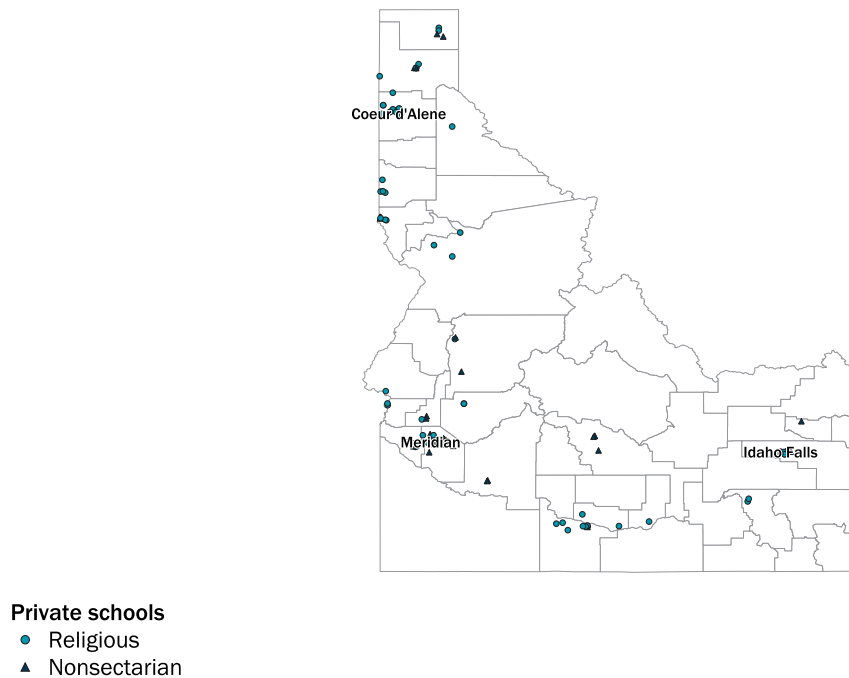 Coeur d'Alene
Meridian
Idaho Falls
Private schools
Religious
Nonsectarian